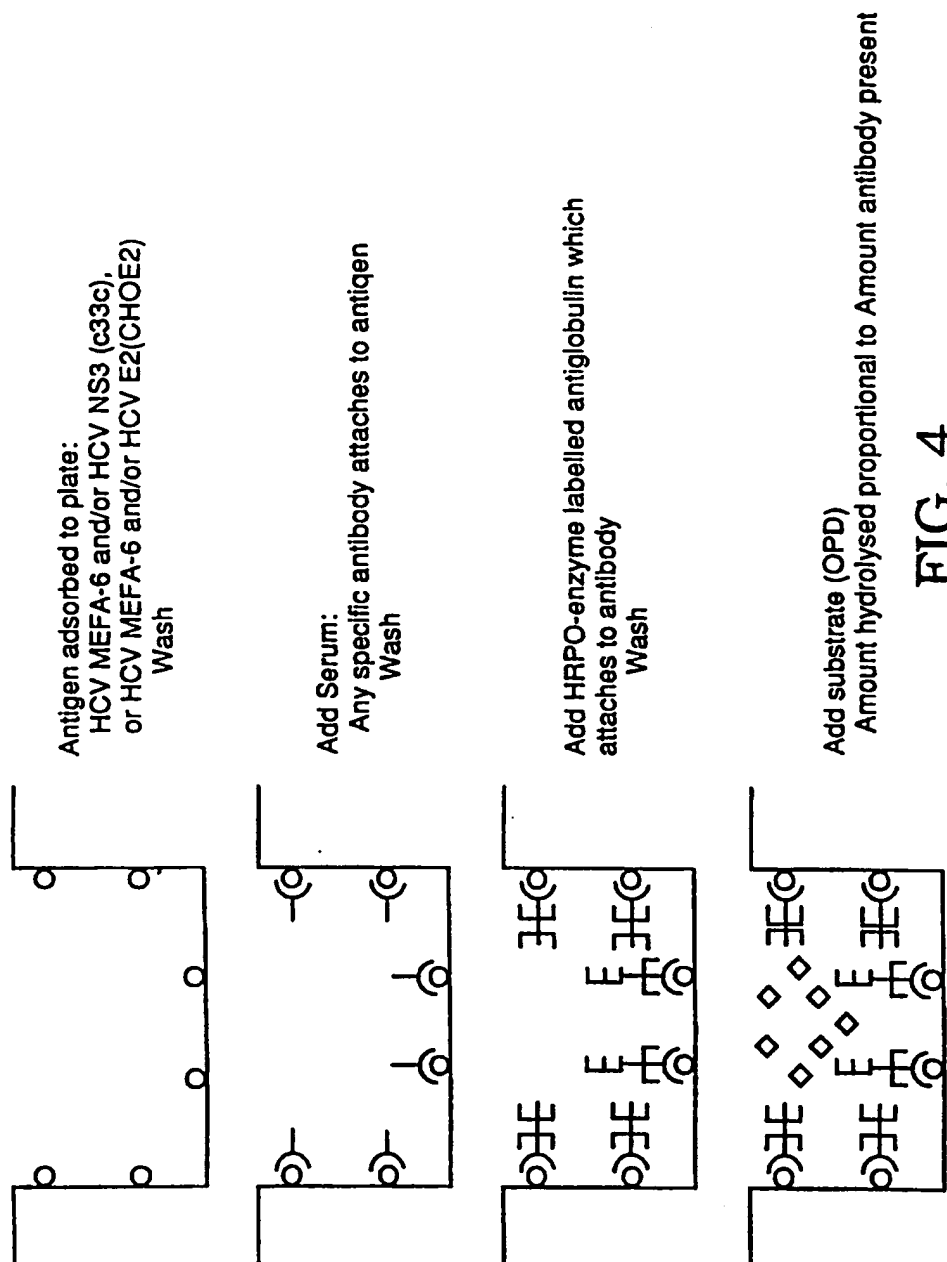 Antigen adsorbed to plate:
HCV MEFA-6 and/or HCV NS3 (c33c),
or HCV MEFA-6 and/or HCV E2(CHOE2)
Wash
Add Serum:
Any specific antibody attaches to antigen
Wash
Add HRPO-enzyme labelled antiglobulin which
attaches to antibody
Wash
Add substrate (OPD)
Amount hydrolysed proportional to Amount antibody present
E
E
E
E
E
E
E
E
E
E
E
E
FIG. 4